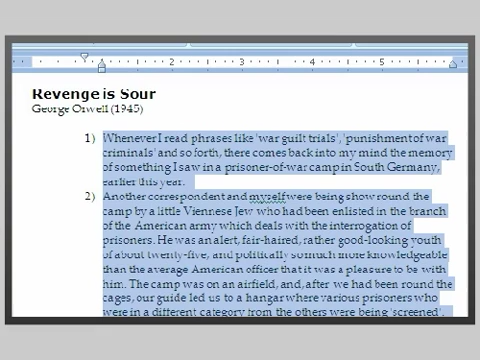 1 2 3 4 5
Revenge is Sour
George Orwell (1945)
1) Whenever I read phrases like 'war guilt trials', 'punishment of war
criminals' and so forth, there comes back into my mind the memory
of something I saw in a prisoner-of-war camp in South Germany,
earlier this year.
2) Another correspondent and myself were being show round the
camp by a little Viennese Jew who had been enlisted in the branch
of the American army which deals with the interrogation of
prisoners. He was an alert, fair-haired, rather good-looking youth
of about twenty-five, and politically so much more knowledgeable
than the average American officer that it was a pleasure to be with
him. The camp was on an airfield, and, after we had been round the
cages, our guide led us to a hangar where various prisoners who
were in a different category from the others were being 'screened'.